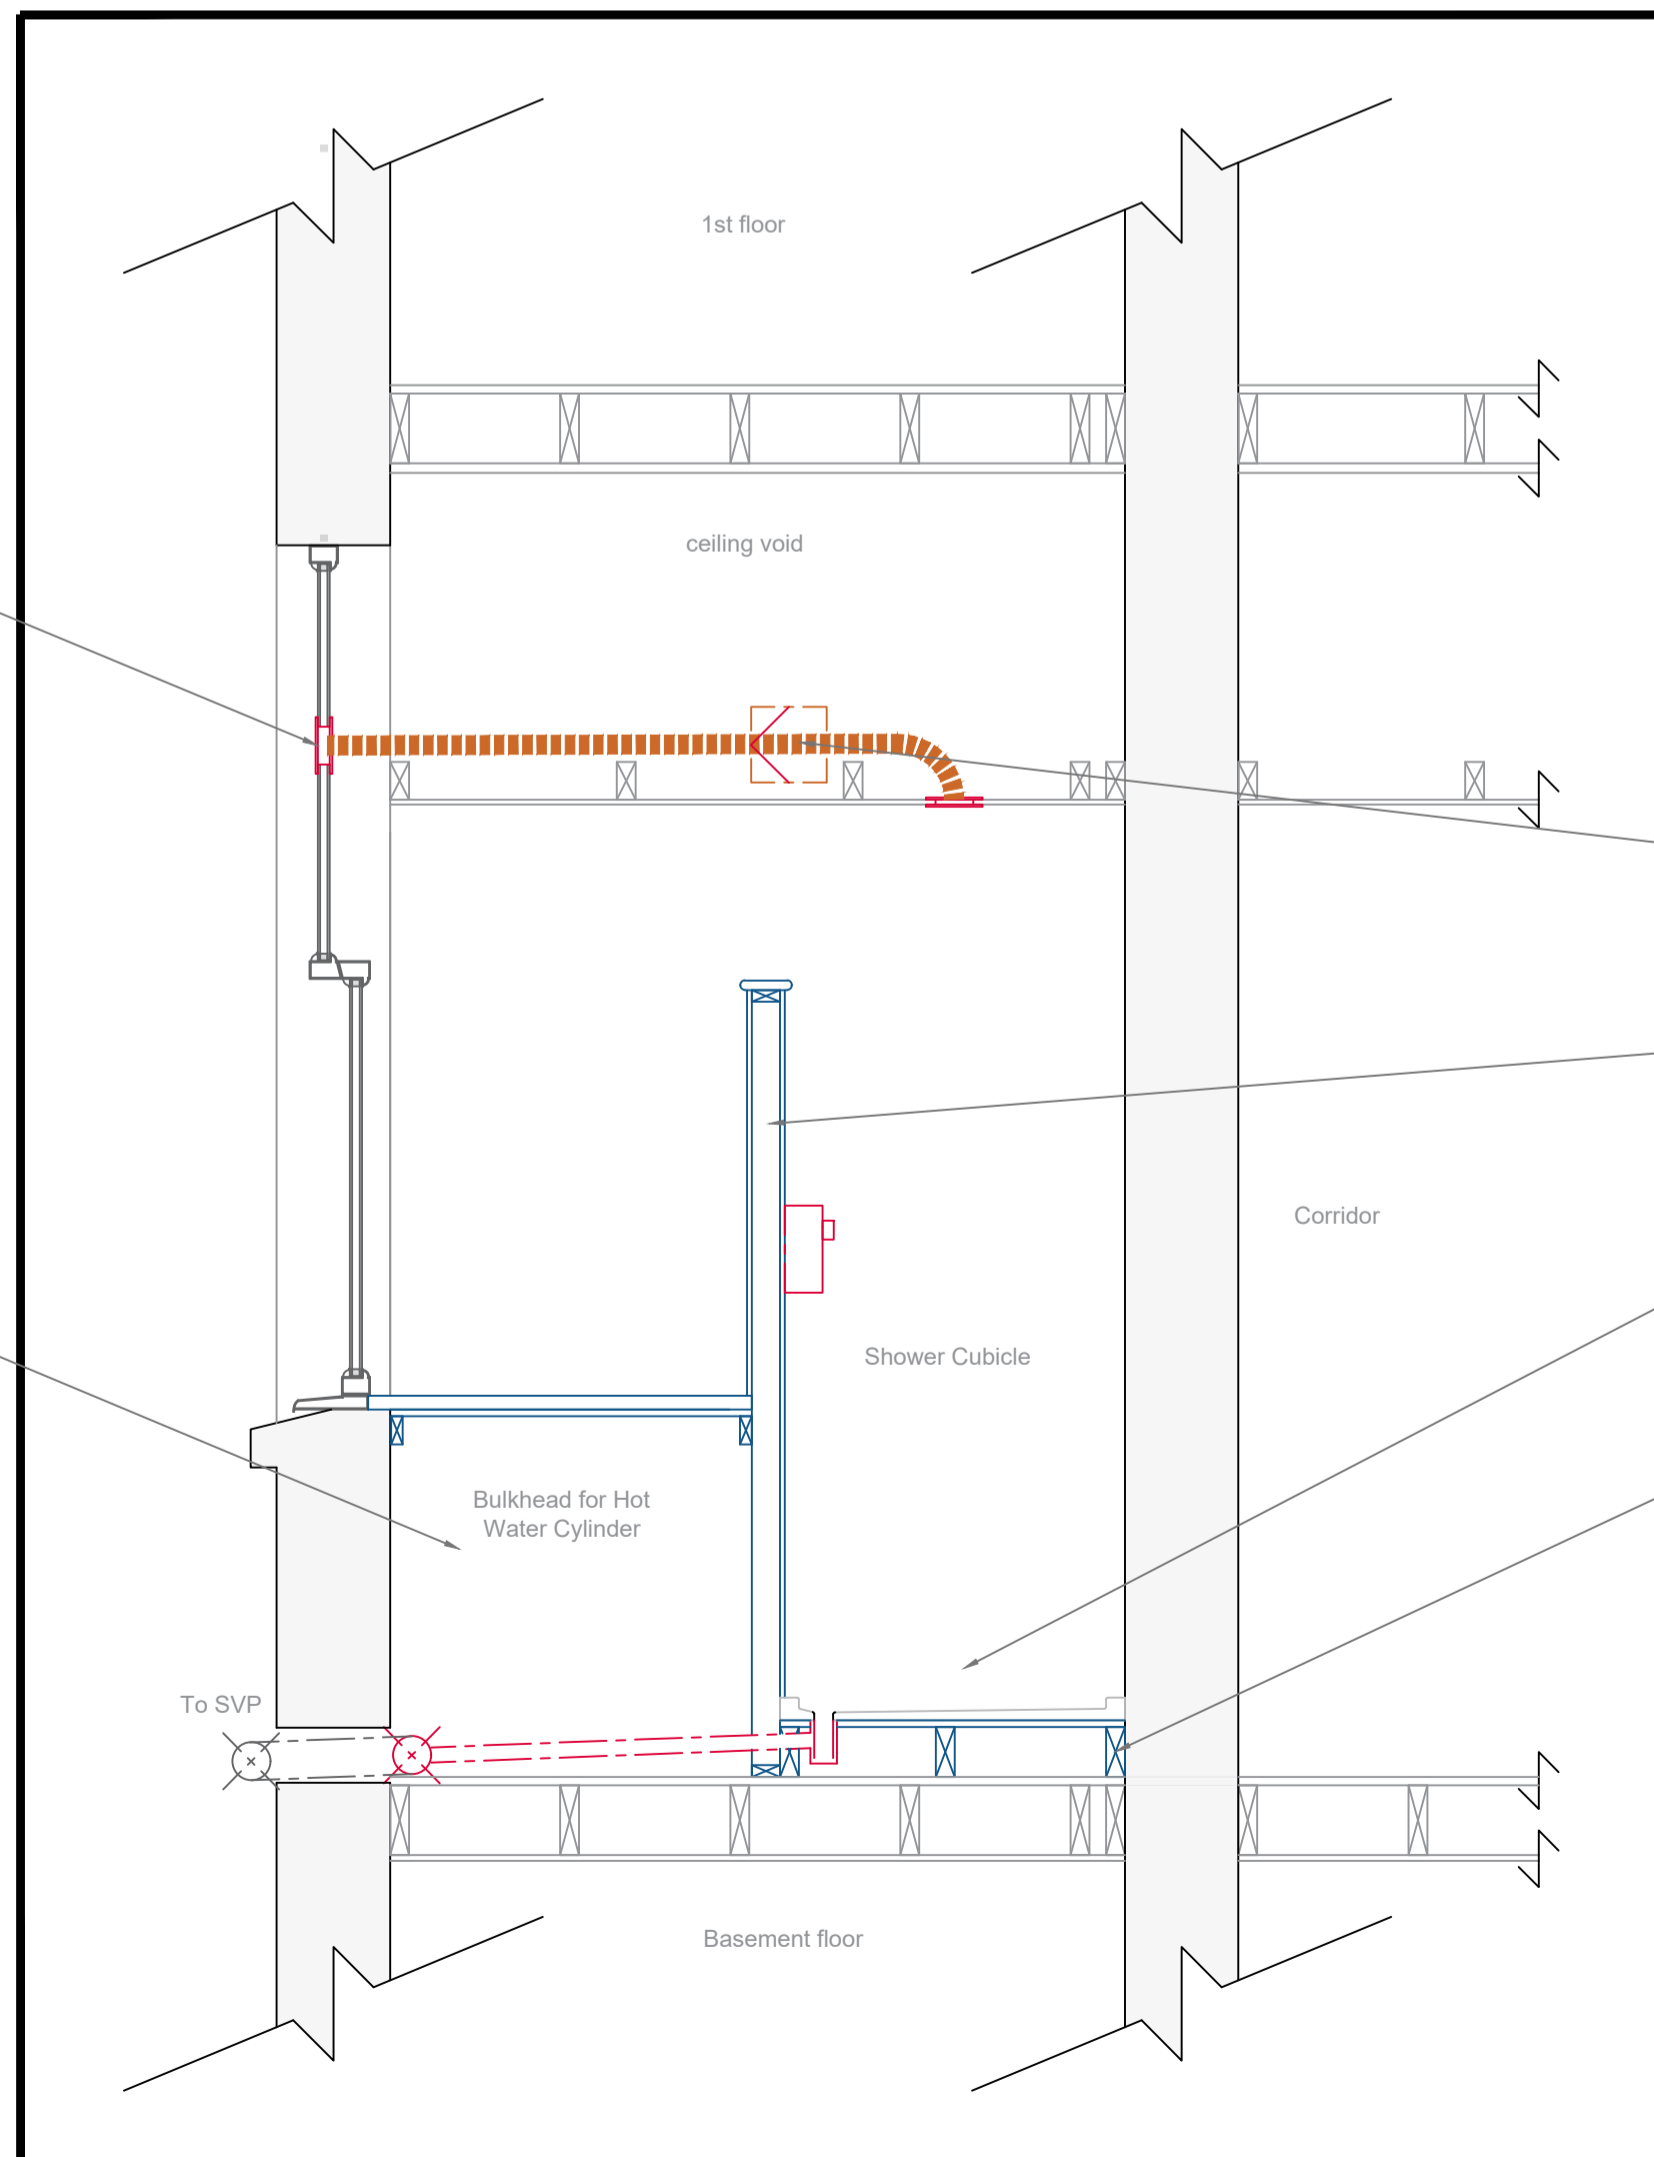 1st floor
ceiling void
Corridor
Shower Cubicle
Bulkhead for Hot
Water Cylinder
To SVP
Basement floor